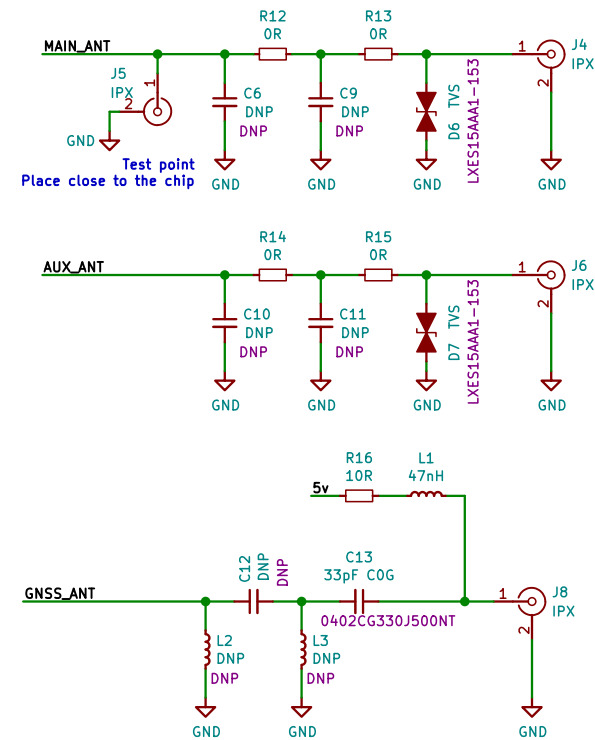 R12
0R
R13
0R
MAIN_ANT
1
J4
IPX
J5
IPX
1
2
GND
C6
DNP
DNP
C9
DNP
DNP
D6 TVS
LXES15AAA1-153
2
Test point
Place close to the chip
GND
GND
GND
GND
R14
0R
R15
0R
AUX_ANT
1
J6
IPX
C10
DNP
DNP
C11
DNP
DNP
D7 TVS
LXES15AAA1-153
2
GND
GND
GND
GND
R16
10R
L1
47nH
5v
C12
DNP
DNP
C13
33pF C0G
0402CG330J500NT
GNSS_ANT
1
J8
IPX
2
L2
DNP
DNP
L3
DNP
DNP
GND
GND
GND